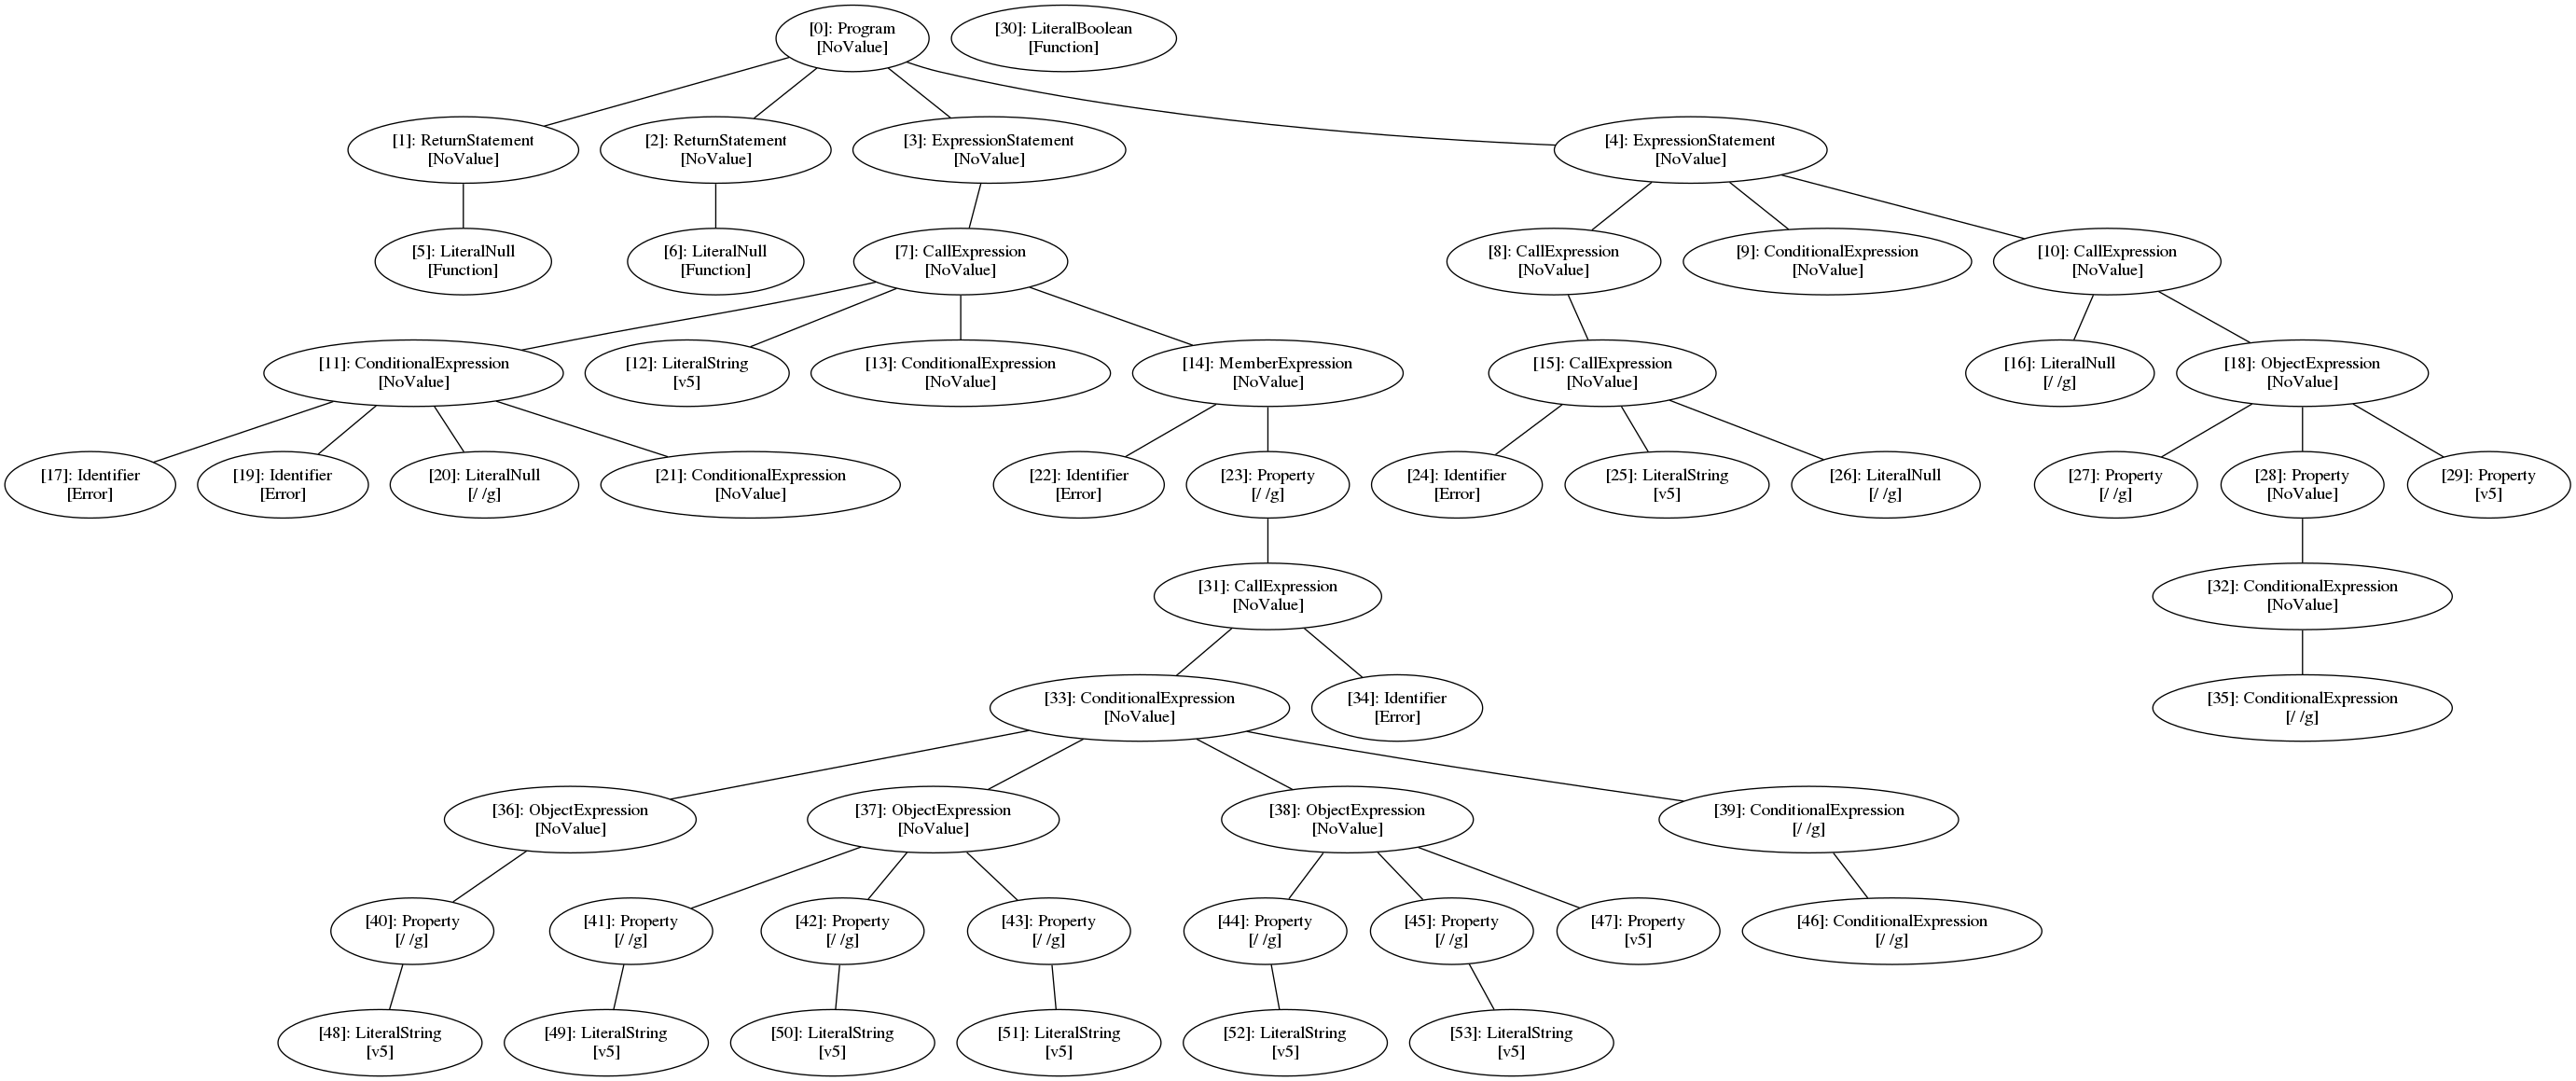 [0]: Program
[NoValue]
[30]: LiteralBoolean
[Function]
[1]: ReturnStatement
[NoValue]
[2]: ReturnStatement
[NoValue]
[3]: ExpressionStatement
[NoValue]
[4]: ExpressionStatement
[NoValue]
[5]: LiteralNull
[Function]
[6]: LiteralNull
[Function]
[7]: CallExpression
[NoValue]
[8]: CallExpression
[NoValue]
[9]: ConditionalExpression
[NoValue]
[10]: CallExpression
[NoValue]
[11]: ConditionalExpression
[NoValue]
[12]: LiteralString
[v5]
[13]: ConditionalExpression
[NoValue]
[14]: MemberExpression
[NoValue]
[15]: CallExpression
[NoValue]
[16]: LiteralNull
[/ /g]
[18]: ObjectExpression
[NoValue]
[17]: Identifier
[Error]
[19]: Identifier
[Error]
[20]: LiteralNull
[/ /g]
[21]: ConditionalExpression
[NoValue]
[22]: Identifier
[Error]
[23]: Property
[/ /g]
[24]: Identifier
[Error]
[25]: LiteralString
[v5]
[26]: LiteralNull
[/ /g]
[27]: Property
[/ /g]
[28]: Property
[NoValue]
[29]: Property
[v5]
[31]: CallExpression
[NoValue]
[32]: ConditionalExpression
[NoValue]
[33]: ConditionalExpression
[NoValue]
[34]: Identifier
[Error]
[35]: ConditionalExpression
[/ /g]
[36]: ObjectExpression
[NoValue]
[37]: ObjectExpression
[NoValue]
[38]: ObjectExpression
[NoValue]
[39]: ConditionalExpression
[/ /g]
[40]: Property
[/ /g]
[41]: Property
[/ /g]
[42]: Property
[/ /g]
[43]: Property
[/ /g]
[44]: Property
[/ /g]
[45]: Property
[/ /g]
[47]: Property
[v5]
[46]: ConditionalExpression
[/ /g]
[48]: LiteralString
[v5]
[49]: LiteralString
[v5]
[50]: LiteralString
[v5]
[51]: LiteralString
[v5]
[52]: LiteralString
[v5]
[53]: LiteralString
[v5]